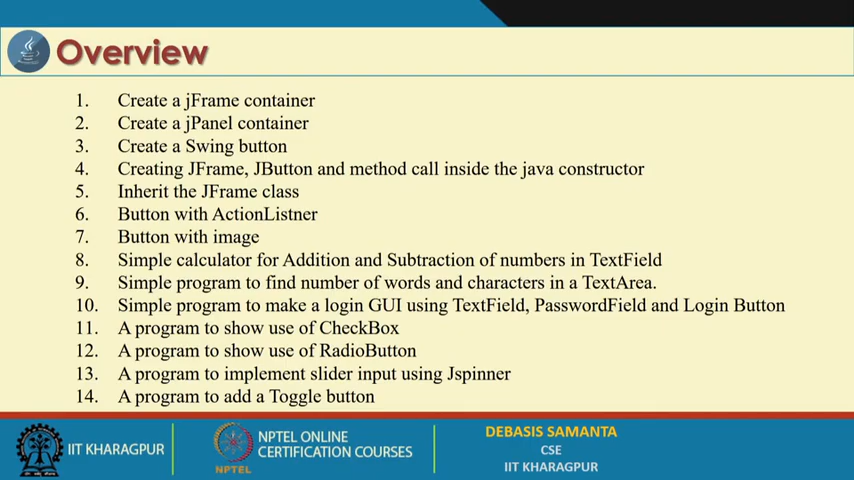 Overview
1. Create a jFrame container
2. Create a jPanel container
3. Create a Swing button
4. Creating JFrame, JButton and method call inside the java constructor
5. Inherit the JFrame class
6. Button with ActionListner
7. Button with image
8. Simple calculator for Addition and Subtraction of numbers in TextField
9. Simple program to find number of words and characters in a TextArea.
10. Simple program to make a login GUI using TextField, PasswordField and Login Button
11. A program to show use of CheckBox
12. A program to show use of RadioButton
13. A program to implement slider input using Jspinner
14. A program to add a Toggle button
IIT KHARAGPUR
NPTEL
NPTEL ONLINE
CERTIFICATION COURSES
DEBASIS SAMANTA
CSE
IIT KHARAGPUR